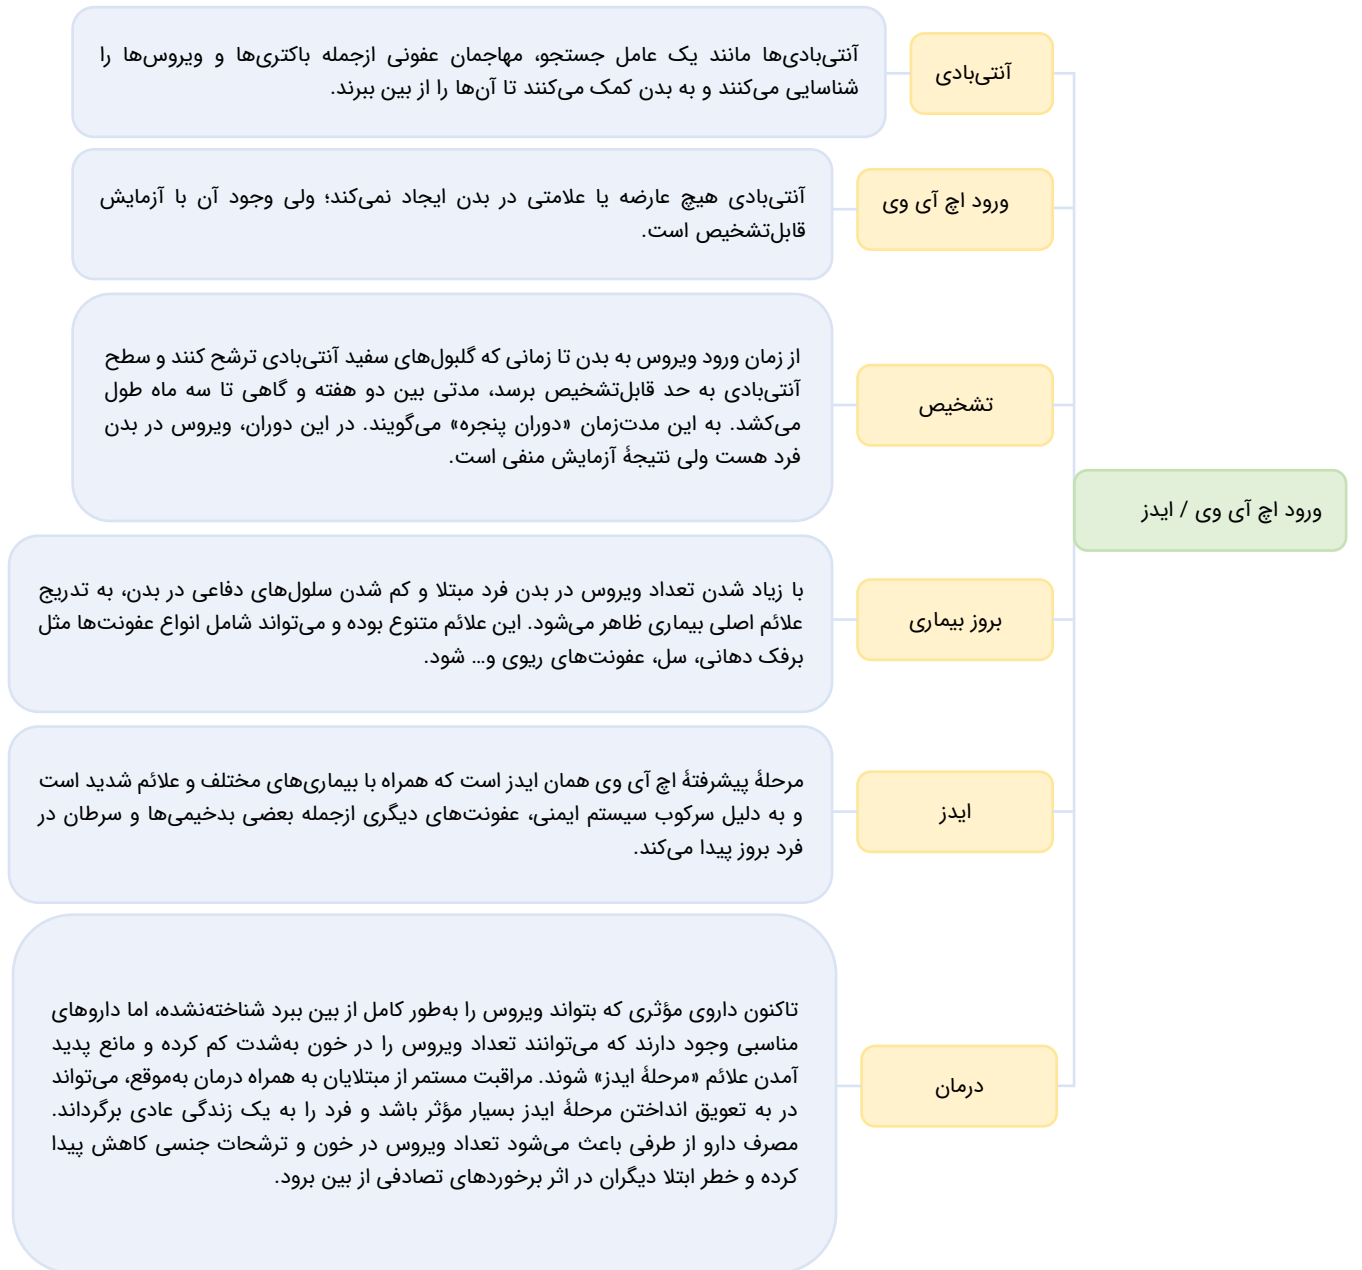 ورود اچ آی وی / ایدز
آنتی‌بادی
آنتی‌بادی‌ها مانند یک عامل جستجو، مهاجمان عفونی ازجمله باکتری‌ها و ویروس‌ها را
شناسایی می‌کنند و به بدن کمک می‌کنند تا آن‌ها را از بین ببرند.
ورود اچ آی وی
آنتی‌بادی هیچ عارضه یا علامتی در بدن ایجاد نمی‌کند؛ ولی وجود آن با آزمایش
قابل‌تشخیص است.
تشخیص
از زمان ورود ویروس به بدن تا زمانی که گلبول‌های سفید آنتی‌بادی ترشح کنند و سطح
آنتی‌بادی به حد قابل‌تشخیص برسد، مدتی بین دو هفته و گاهی تا سه ماه طول
می‌کشد. به این مدت‌زمان «دوران پنجره» می‌گویند. در این دوران، ویروس در بدن
فرد هست ولی نتیجهٔ آزمایش منفی است.
بروز بیماری
با زیاد شدن تعداد ویروس در بدن فرد مبتلا و کم شدن سلول‌های دفاعی در بدن، به تدریج
علائم اصلی بیماری ظاهر می‌شود. این علائم متنوع بوده و می‌تواند شامل انواع عفونت‌ها مثل
برفک دهانی، سل، عفونت‌های ریوی و... شود.
ایدز
مرحلهٔ پیشرفتهٔ اچ آی وی همان ایدز است که همراه با بیماری‌های مختلف و علائم شدید است
و به دلیل سرکوب سیستم ایمنی، عفونت‌های دیگری ازجمله بعضی بدخیمی‌ها و سرطان در
فرد بروز پیدا می‌کند.
درمان
تاکنون داروی مؤثری که بتواند ویروس را به‌طور کامل از بین ببرد شناخته‌نشده، اما داروهای
مناسبی وجود دارند که می‌توانند تعداد ویروس را در خون به‌شدت کم کرده و مانع پدید
آمدن علائم «مرحلهٔ ایدز» شوند. مراقبت مستمر از مبتلایان به همراه درمان به‌موقع، می‌تواند
در به تعویق انداختن مرحلهٔ ایدز بسیار مؤثر باشد و فرد را به یک زندگی عادی برگرداند.
مصرف دارو از طرفی باعث می‌شود تعداد ویروس در خون و ترشحات جنسی کاهش پیدا
کرده و خطر ابتلا دیگران در اثر برخوردهای تصادفی از بین برود.